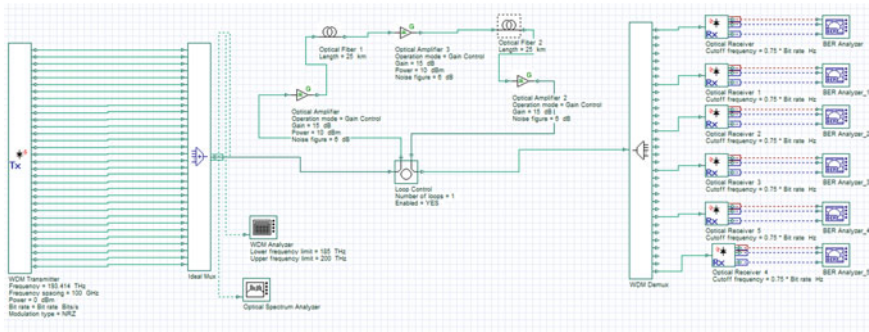 Tx
WDM Transmitter
Frequency = 193.414 THz
Frequency spacing = 100 GHz
Power = 0 dBm
Bit rate = Bit rate Bits/s
Modulation type = NRZ
Ideal Mux
WDM Analyzer
Lower frequency limit = 185 THz
Upper frequency limit = 200 THz
Optical Spectrum Analyzer
Optical Fiber 1
Length = 25 km
G
Optical Amplifier 3
Operation mode = Gain Control
Gain = 15 dB
Power = 10 dBm
Noise figure = 6 dB
Optical Fiber 2
Length = 25 km
G
Optical Amplifier
Operation mode = Gain Control
Gain = 15 dB
Power = 10 dBm
Noise figure = 6 dB
G
Optical Amplifier 2
Operation mode = Gain Control
Gain = 15 dB
Noise figure = 6 dB
Loop Control
Number of loops = 1
Enabled = YES
WDM Demux
Rx
Optical Receiver
Cutoff frequency = 0.75 * Bit rate Hz
BER Analyzer
Rx
Optical Receiver 1
Cutoff frequency = 0.75 * Bit rate Hz
BER Analyzer_1
Rx
Optical Receiver 2
Cutoff frequency = 0.75 * Bit rate Hz
BER Analyzer_2
Rx
Optical Receiver 3
Cutoff frequency = 0.75 * Bit rate Hz
BER Analyzer_3
Rx
Optical Receiver 5
Cutoff frequency = 0.75 * Bit rate Hz
BER Analyzer_4
Rx
Optical Receiver 4
Cutoff frequency = 0.75 * Bit rate Hz
BER Analyzer_5